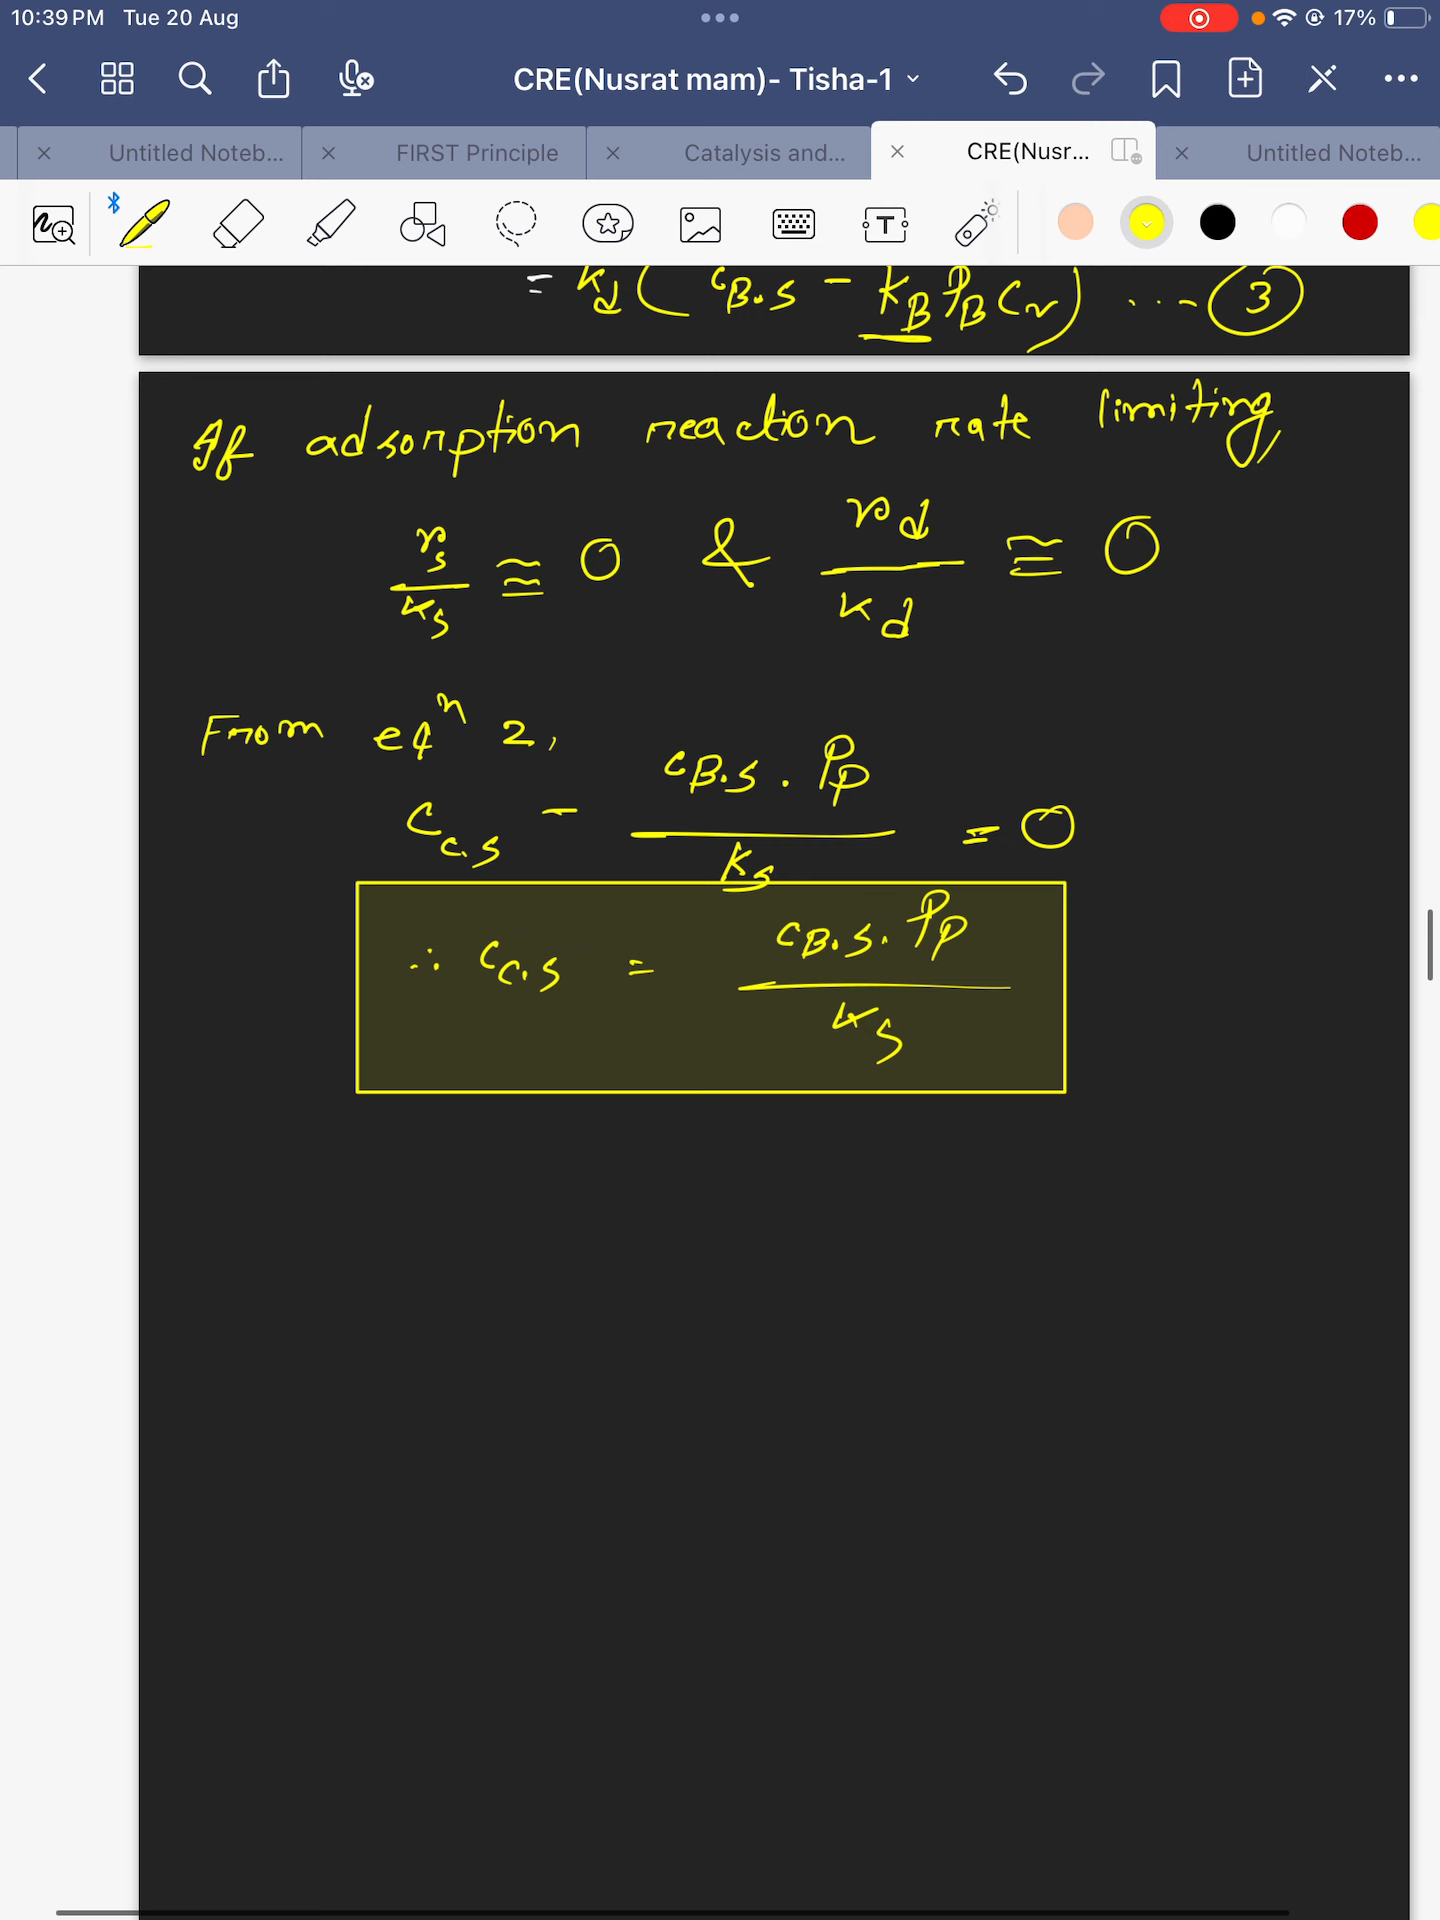 10:39 PM Tue 20 Aug 17%
CRE(Nusrat mam)- Tisha-1
Untitled Noteb... FIRST Principle Catalysis and... CRE(Nusr... Untitled Noteb...
T
= kd ( CB.S - KB PB Cv) ...- 3
If adsorption reaction rate limiting,
rs/ks ≅ 0 & rd/kd ≅ 0
From eqn 2,
CC.S - CB.S . Pp / Ks = 0
∴ CC.S = CB.S. Pp / Ks